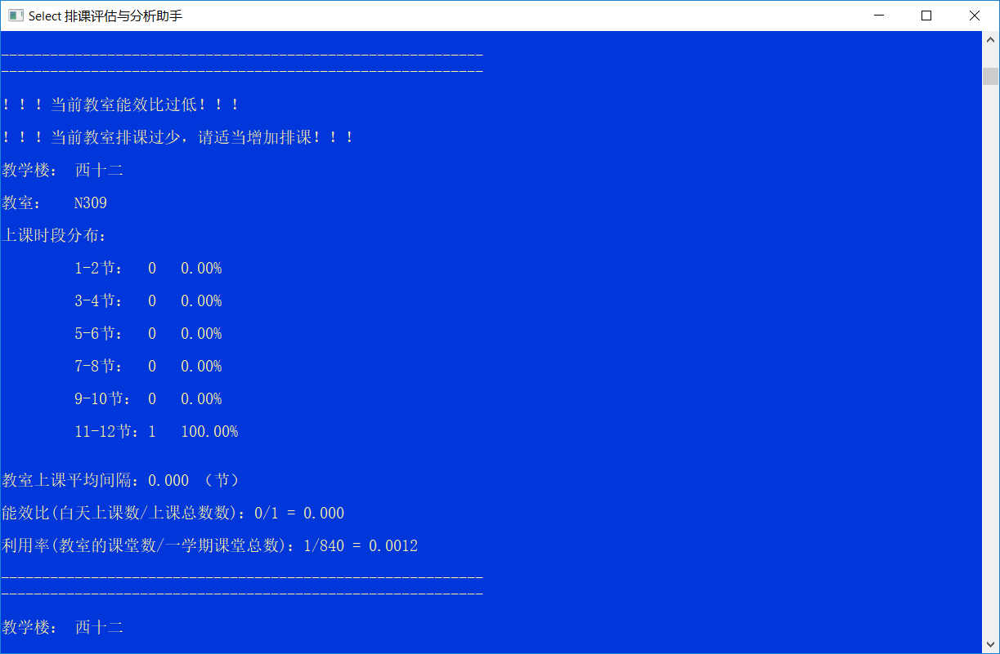 Select 排课评估与分析助手
-----------------------------------------------------------
-----------------------------------------------------------
！！！当前教室能效比过低！！！
！！！当前教室排课过少，请适当增加排课！！！
教学楼： 西十二
教室： N309
上课时段分布：
1-2节： 0 0.00%
3-4节： 0 0.00%
5-6节： 0 0.00%
7-8节： 0 0.00%
9-10节： 0 0.00%
11-12节：1 100.00%
教室上课平均间隔：0.000 （节）
能效比(白天上课数/上课总数数)：0/1 = 0.000
利用率(教室的课堂数/一学期课堂总数)：1/840 = 0.0012
-----------------------------------------------------------
-----------------------------------------------------------
教学楼： 西十二